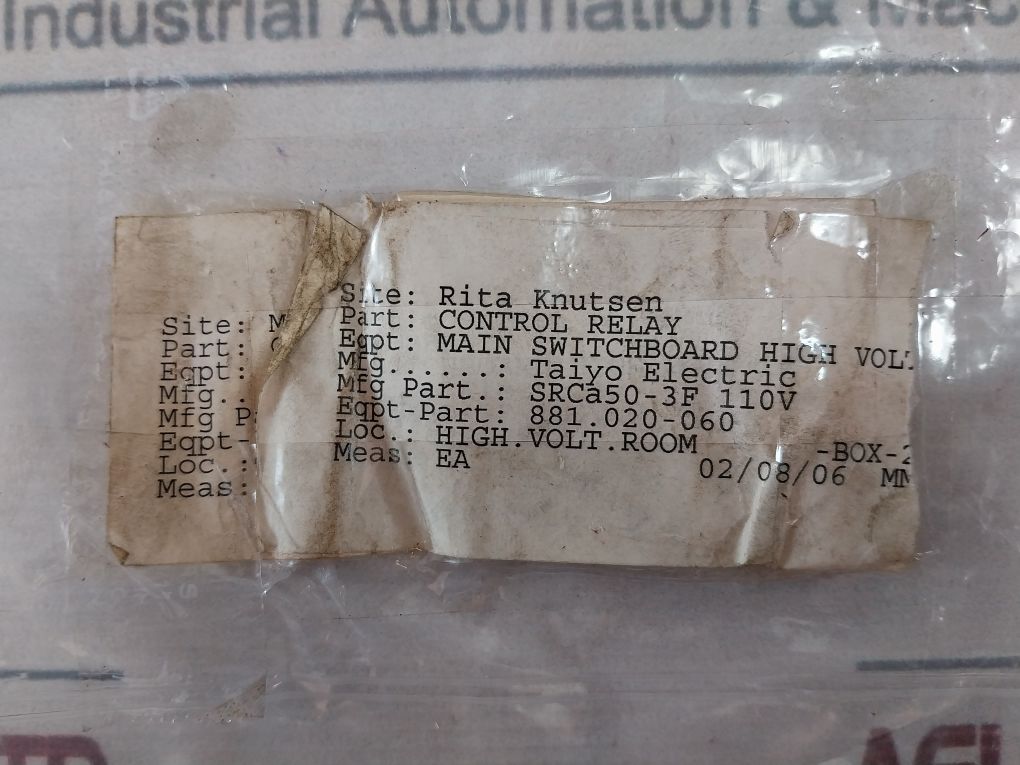 Industrial Automation &
Site:
Part:
Eqpt:
Mfg.:
Mfg
Eqpt-
Loc.:
Meas:
Site: Rita Knutsen
Part: CONTROL RELAY
Eqpt: MAIN SWITCHBOARD HIGH
Mfg......: Taiyo Electric
Mfg Part.: SRCa50-3F 110V
Eqpt-Part: 881.020-060
Loc.: HIGH.VOLT.ROOM -BOX-2
Meas: EA 02/08/06